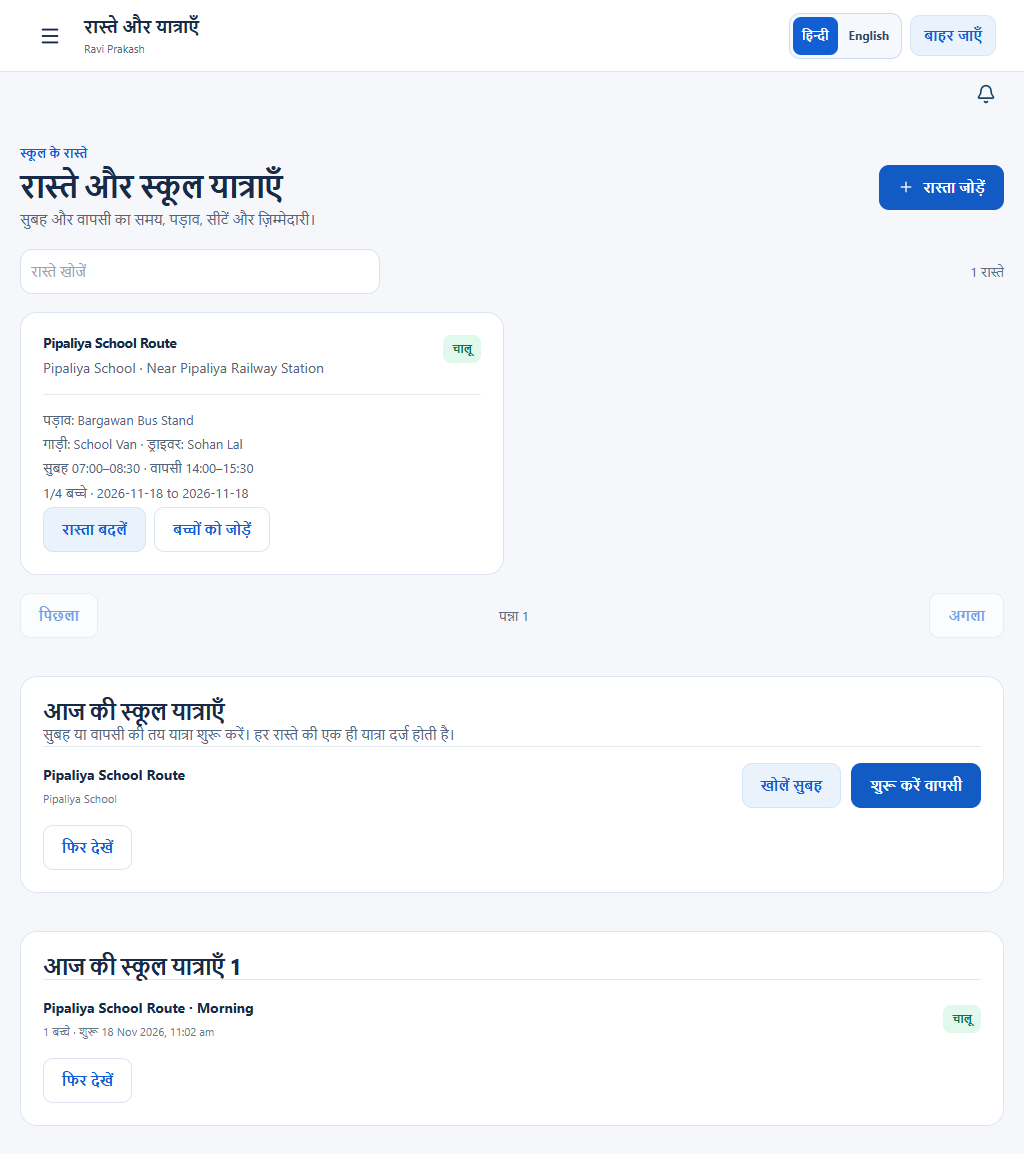 रास्ते और यात्राएँ
Ravi Prakash
हिन्दी
English
बाहर जाएँ
स्कूल के रास्ते
रास्ते और स्कूल यात्राएँ
सुबह और वापसी का समय, पड़ाव, सीटें और ज़िम्मेदारी।
+ रास्ता जोड़ें
रास्ते खोजें
1 रास्ते
Pipaliya School Route
चालू
Pipaliya School · Near Pipaliya Railway Station
पड़ाव: Bargawan Bus Stand
गाड़ी: School Van · ड्राइवर: Sohan Lal
सुबह 07:00–08:30 · वापसी 14:00–15:30
1/4 बच्चे · 2026-11-18 to 2026-11-18
रास्ता बदलें
बच्चों को जोड़ें
पिछला
पन्ना 1
अगला
आज की स्कूल यात्राएँ
सुबह या वापसी की तय यात्रा शुरू करें। हर रास्ते की एक ही यात्रा दर्ज होती है।
Pipaliya School Route
Pipaliya School
खोलें सुबह
शुरू करें वापसी
फिर देखें
आज की स्कूल यात्राएँ 1
Pipaliya School Route · Morning
1 बच्चे · शुरू 18 Nov 2026, 11:02 am
चालू
फिर देखें